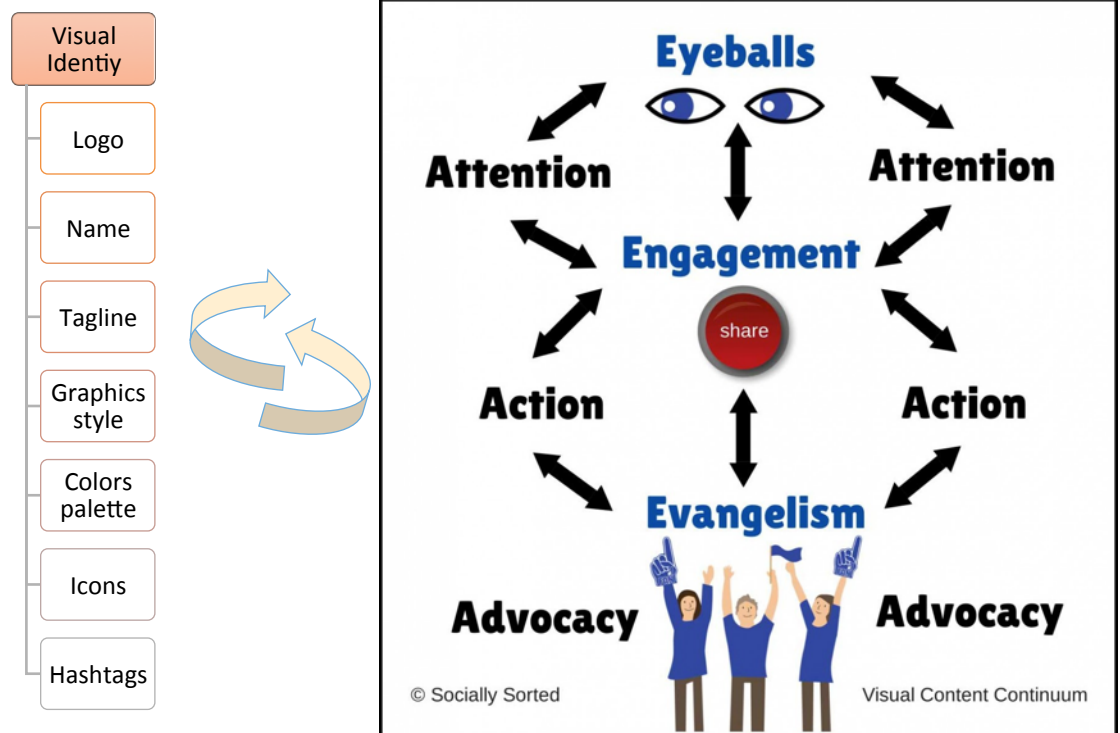 Visual
Identiy
Logo
Name
Tagline
Graphics
style
Colors
palette
Icons
Hashtags
Eyeballs
Attention
Attention
Engagement
share
Action
Action
Evangelism
Advocacy
Advocacy
© Socially Sorted
Visual Content Continuum